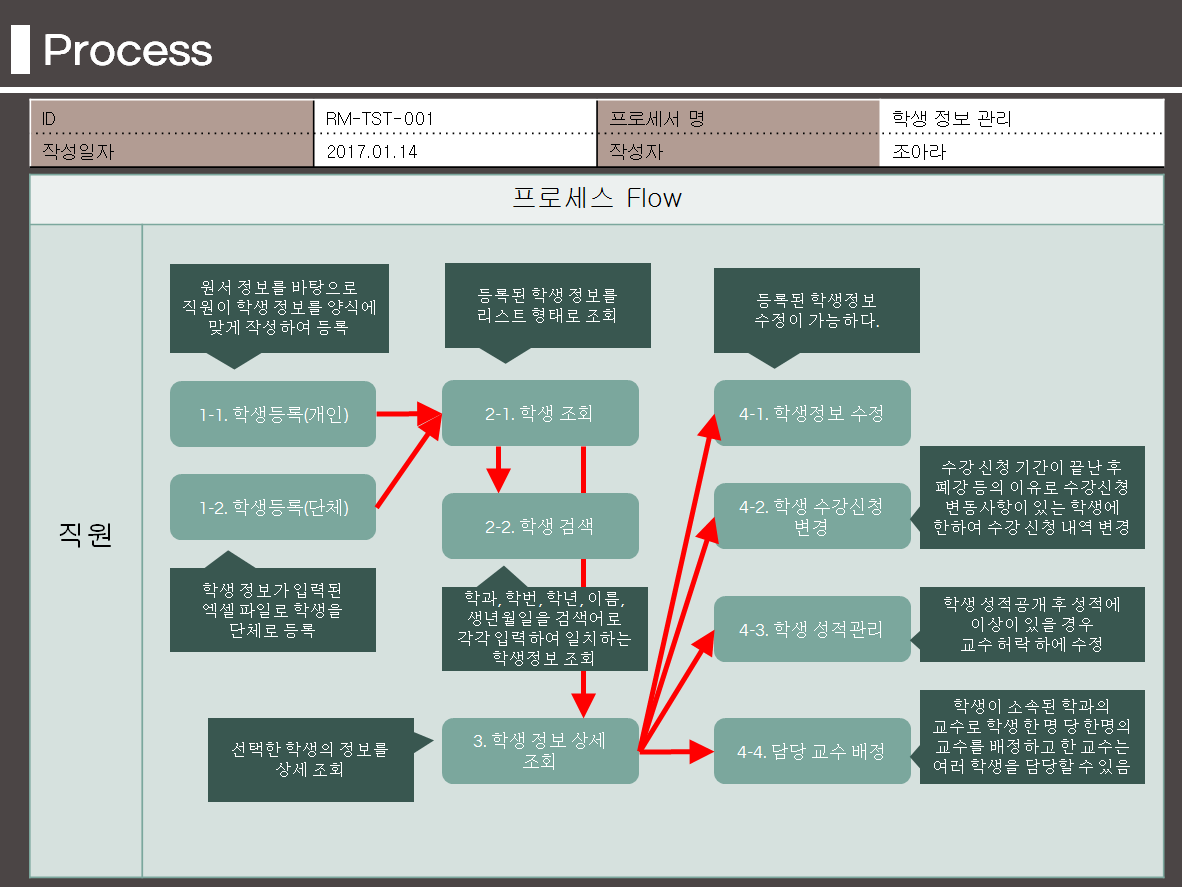 Process
ID
RM-TST-001
프로세서 명
학생 정보 관리
작성일자
2017.01.14
작성자
조아라
프로세스 Flow
직원
원서 정보를 바탕으로
직원이 학생 정보를 양식에
맞게 작성하여 등록
등록된 학생 정보를
리스트 형태로 조회
등록된 학생정보
수정이 가능하다.
1-1. 학생등록(개인)
2-1. 학생 조회
4-1. 학생정보 수정
1-2. 학생등록(단체)
2-2. 학생 검색
4-2. 학생 수강신청
변경
수강 신청 기간이 끝난 후
폐강 등의 이유로 수강신청
변동사항이 있는 학생에
한하여 수강 신청 내역 변경
학생 정보가 입력된
엑셀 파일로 학생을
단체로 등록
학과, 학번, 학년, 이름,
생년월일을 검색어로
각각 입력하여 일치하는
학생정보 조회
4-3. 학생 성적관리
학생 성적공개 후 성적에
이상이 있을 경우
교수 허락 하에 수정
선택한 학생의 정보를
상세 조회
3. 학생 정보 상세
조회
4-4. 담당 교수 배정
학생이 소속된 학과의
교수로 학생 한 명 당 한명의
교수를 배정하고 한 교수는
여러 학생을 담당할 수 있음